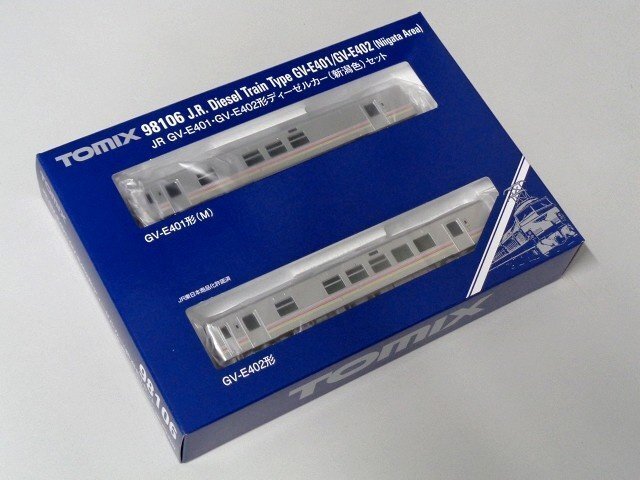 TOMIX 98106 J.R. Diesel Train Type GV-E401/GV-E402 (Niigata Area)
JR GV-E401・GV-E402形ディーゼルカー(新潟色)セット
GV-E401形(M)
JR東日本商品化許諾済
GV-E402形
98106
TOMIX